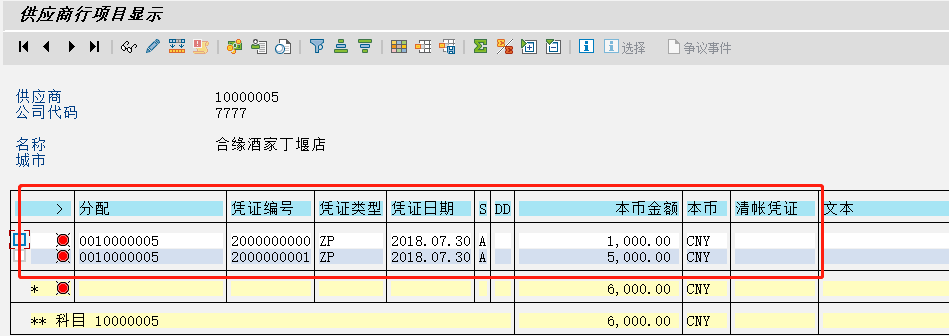 供应商行项目显示
选择 争议事件
供应商 10000005
公司代码 7777
名称 合缘酒家丁堰店
城市
> 分配 凭证编号 凭证类型 凭证日期 S DD 本币金额 本币 清帐凭证 文本
0010000005 2000000000 ZP 2018.07.30 A 1,000.00 CNY
0010000005 2000000001 ZP 2018.07.30 A 5,000.00 CNY
* 6,000.00 CNY
** 科目 10000005 6,000.00 CNY